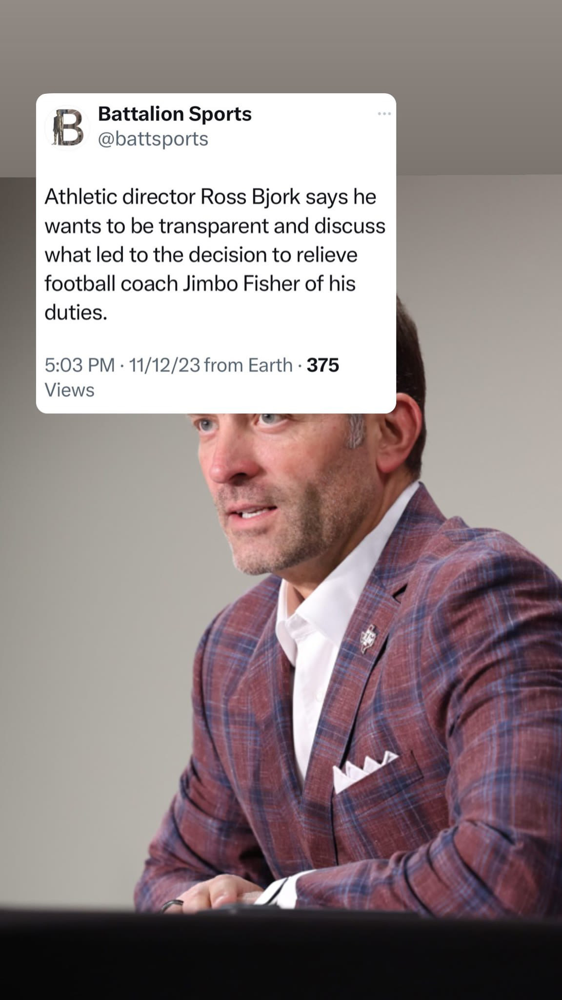 Battalion Sports
@battsports
B
Athletic director Ross Bjork says he
wants to be transparent and discuss
what led to the decision to relieve
football coach Jimbo Fisher of his
duties.
5:03 PM · 11/12/23 from Earth · 375
Views